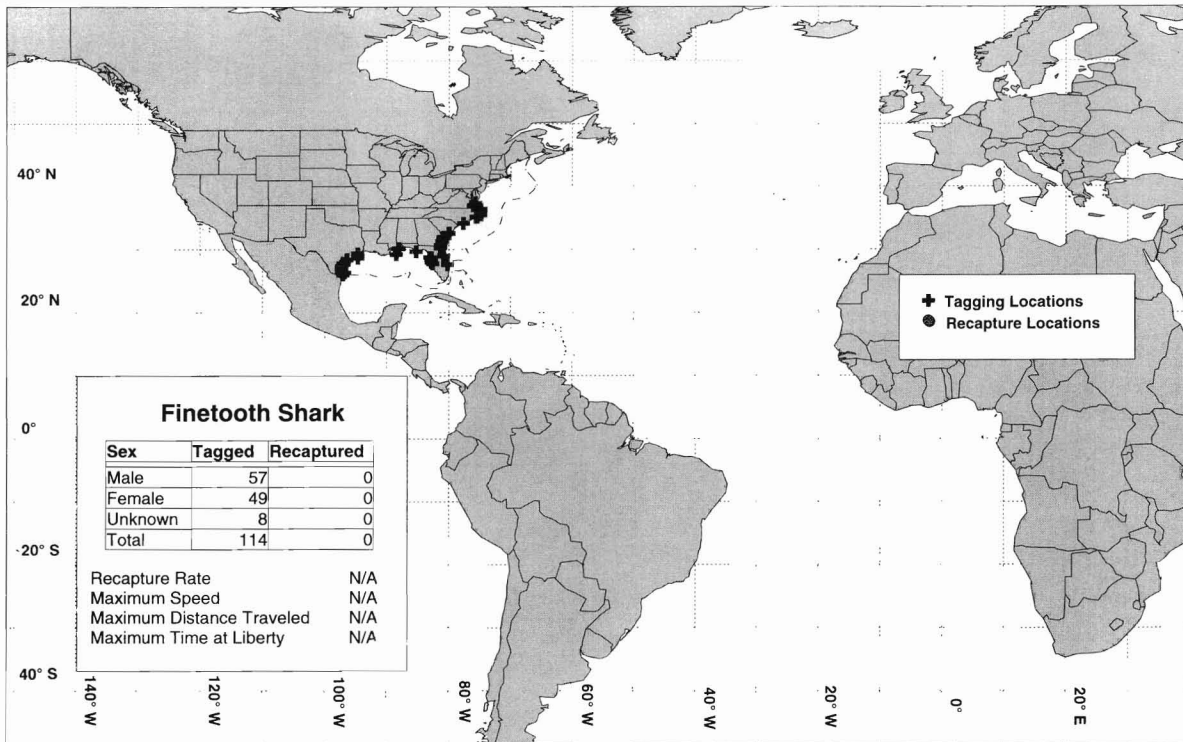 40° N
20° N
0°
20° S
40° S
Tagging Locations
Recapture Locations
Finetooth Shark
Sex Tagged Recaptured
Male 57 0
Female 49 0
Unknown 8 0
Total 114 0
Recapture Rate N/A
Maximum Speed N/A
Maximum Distance Traveled N/A
Maximum Time at Liberty N/A
140° W
120° W
100° W
80° W
60° W
40° W
20° W
0°
20° E